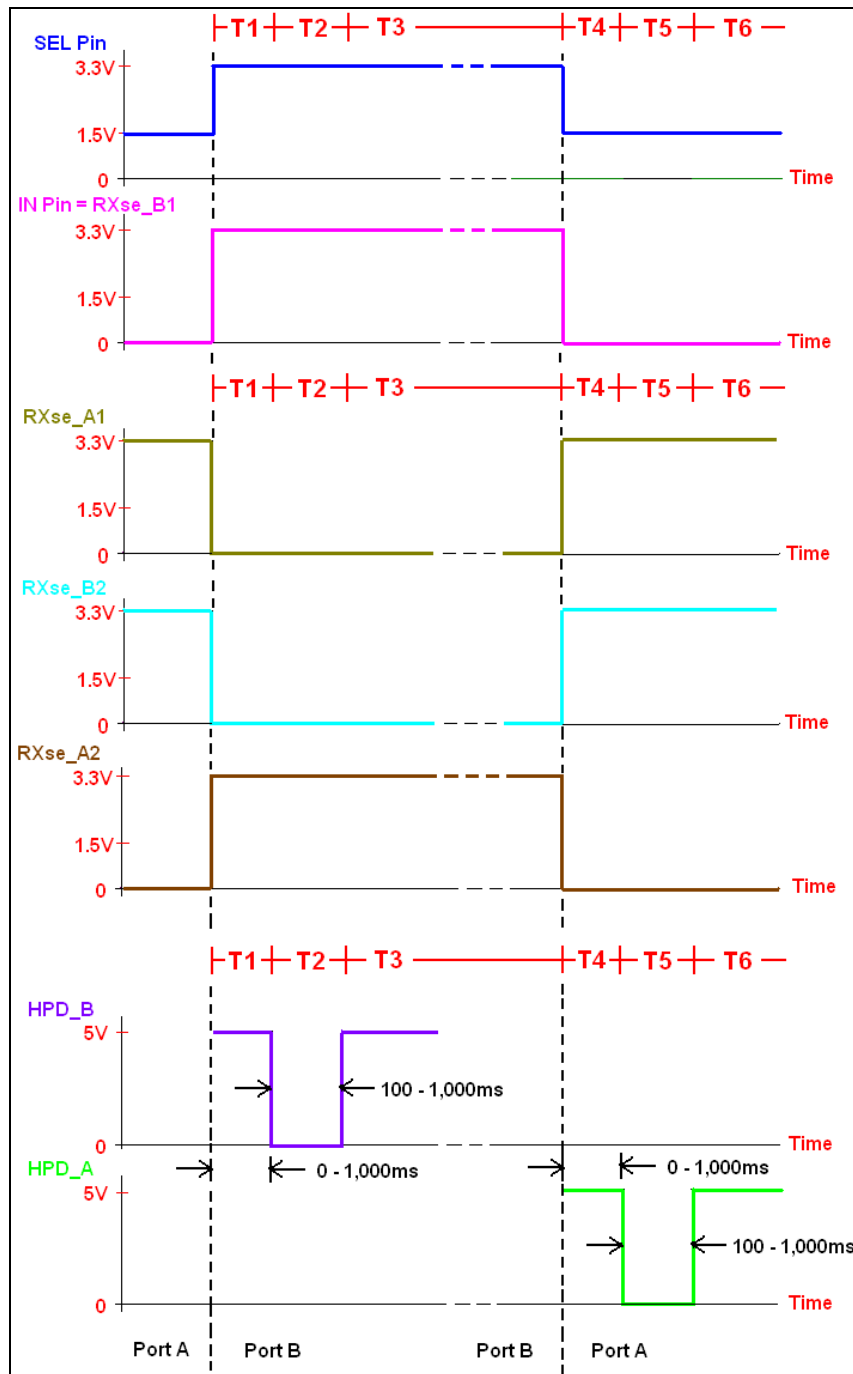 T1 T2 T3 T4 T5 T6
SEL Pin
3.3V
1.5V
0
Time
IN Pin = RXse_B1
3.3V
1.5V
0
Time
T1 T2 T3 T4 T5 T6
RXse_A1
3.3V
1.5V
0
Time
RXse_B2
3.3V
1.5V
0
Time
RXse_A2
3.3V
1.5V
0
Time
T1 T2 T3 T4 T5 T6
HPD_B
5V
100 - 1,000ms
0
Time
HPD_A
0 - 1,000ms
0 - 1,000ms
5V
100 - 1,000ms
0
Time
Port A Port B Port B Port A